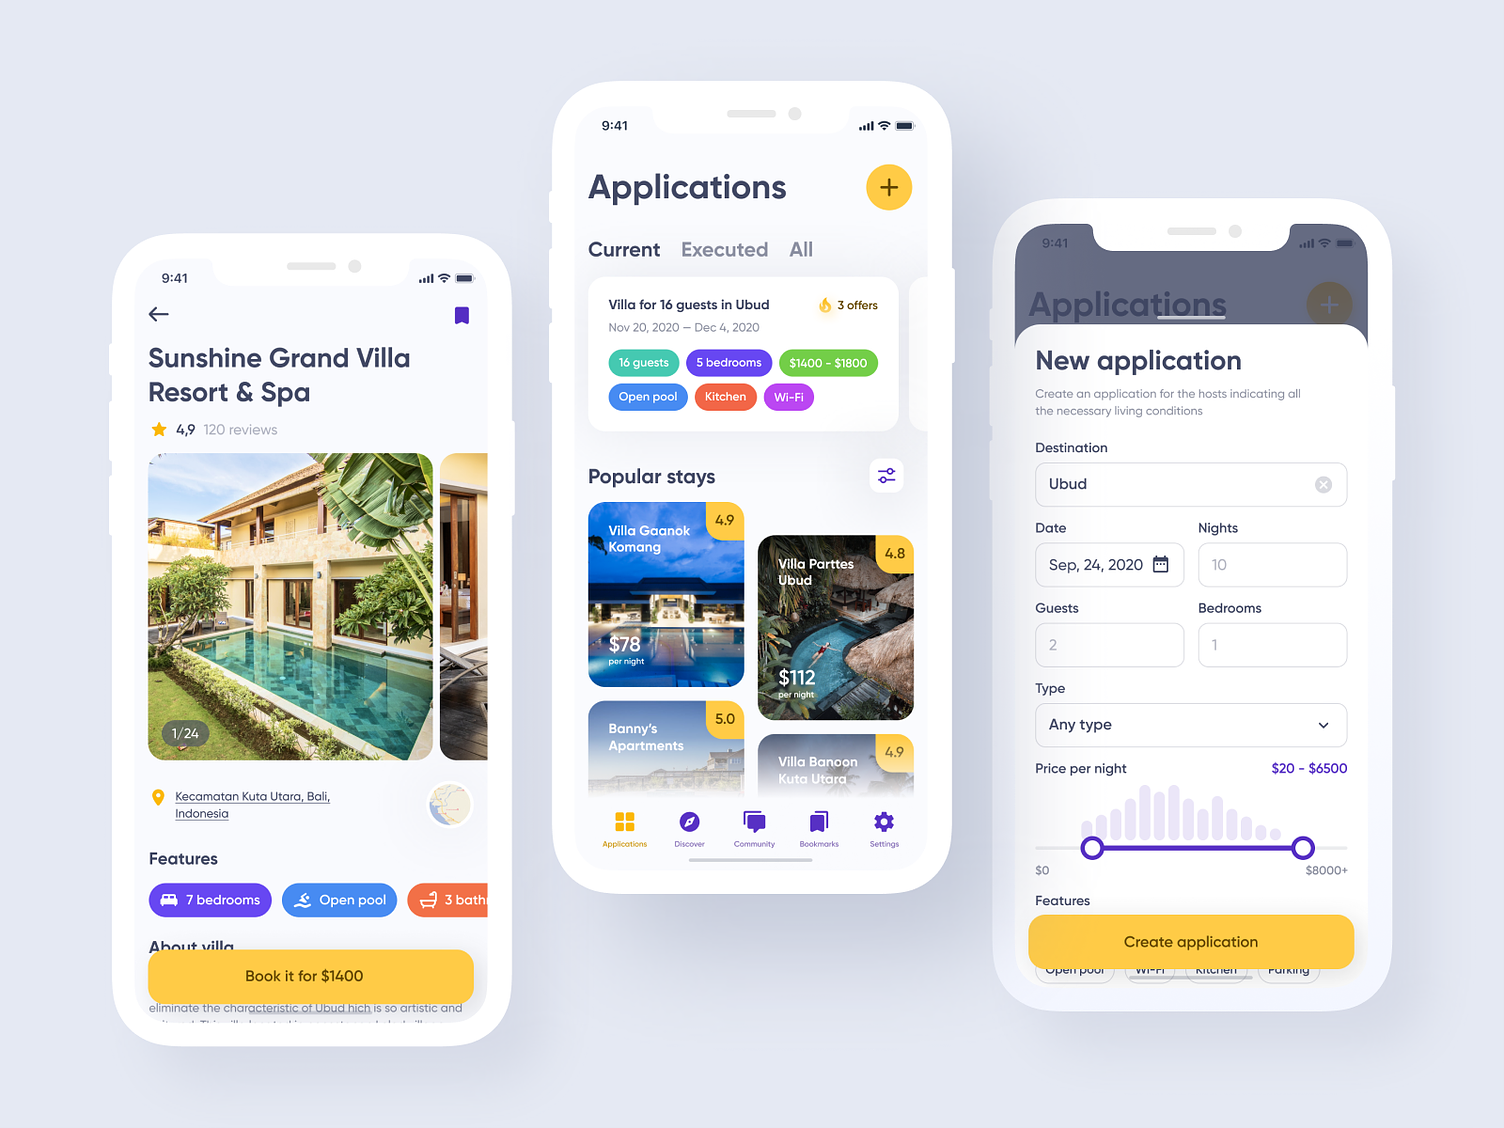 9:41
Sunshine Grand Villa
Resort & Spa
4,9 120 reviews
1/24
Kecamatan Kuta Utara, Bali,
Indonesia
Features
7 bedrooms
Open pool
3 bathr
About villa
Book it for $1400
eliminate the characteristic of Ubud hich is so artistic and
9:41
Applications
Current Executed All
Villa for 16 guests in Ubud
3 offers
Nov 20, 2020 — Dec 4, 2020
16 guests
5 bedrooms
$1400 - $1800
Open pool
Kitchen
Wi-Fi
Popular stays
Villa Gaanok
Komang
4.9
$78
per night
Villa Parttes
Ubud
4.8
$112
per night
Banny's
Apartments
5.0
Villa Banoon
Kuta Utara
4.9
Applications
Discover
Community
Bookmarks
Settings
9:41
Applications
New application
Create an application for the hosts indicating all
the necessary living conditions
Destination
Ubud
Date
Nights
Sep, 24, 2020
10
Guests
Bedrooms
2
1
Type
Any type
Price per night
$20 - $6500
$0
$8000+
Features
Create application
Open pool
Wi-Fi
Kitchen
Parking